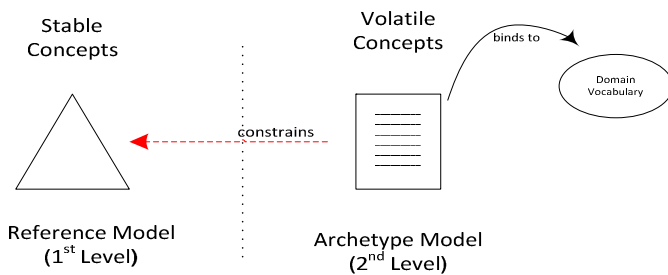 Stable
Concepts
Volatile
Concepts
binds to
Domain
Vocabulary
constrains
Reference Model
(1st Level)
Archetype Model
(2nd Level)